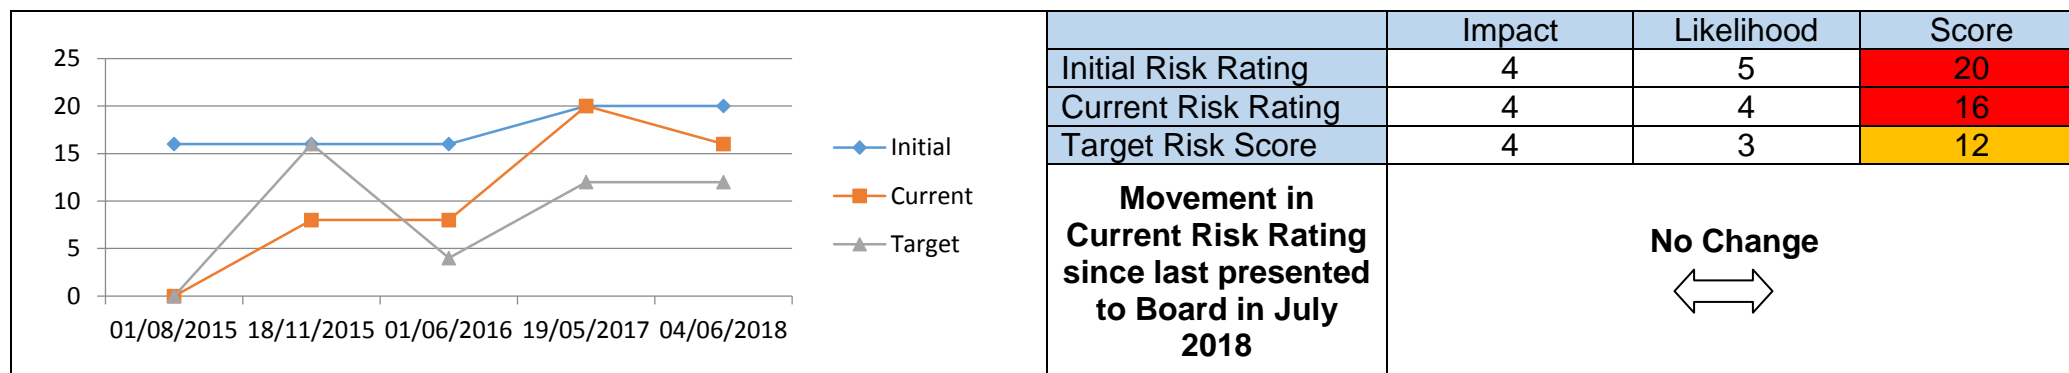 25
20
15
10
5
0
01/08/2015 18/11/2015 01/06/2016 19/05/2017 04/06/2018
Initial
Current
Target
Impact Likelihood Score
Initial Risk Rating 4 5 20
Current Risk Rating 4 4 16
Target Risk Score 4 3 12
Movement in
Current Risk Rating
since last presented
to Board in July
2018
No Change